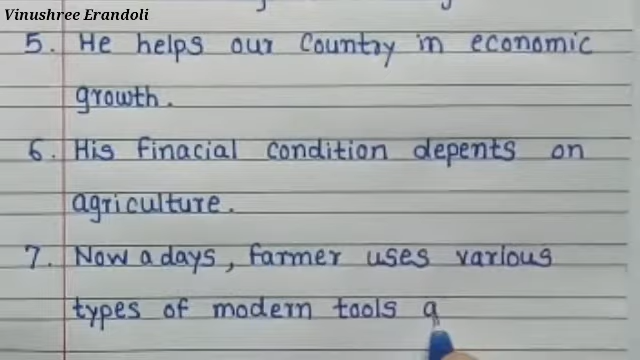 Vinushree Erandoli
5. He helps our country in economic
growth.
6. His finacial condition depents on
agriculture.
7. Now a days, farmer uses various
types of modern tools a